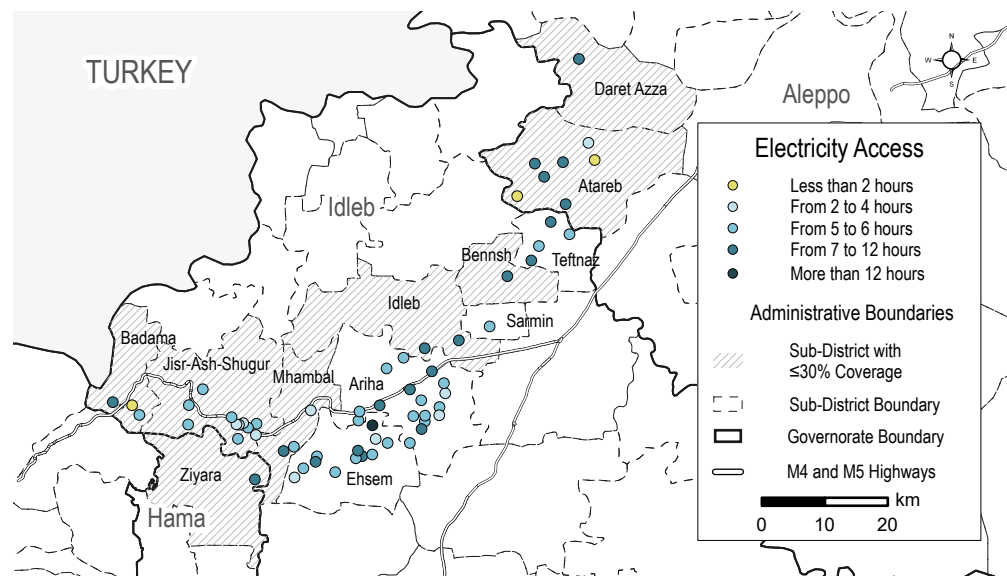 TURKEY
N
W
E
S
Aleppo
Daret Azza
Electricity Access
Less than 2 hours
From 2 to 4 hours
From 5 to 6 hours
From 7 to 12 hours
More than 12 hours
Administrative Boundaries
Sub-District with
≤30% Coverage
Sub-District Boundary
Governorate Boundary
M4 and M5 Highways
km
0 10 20
Atareb
Idleb
Bennsh
Teftnaz
Idleb
Sarmin
Badama
Jisr-Ash-Shugur
Mhambal
Ariha
Ziyara
Ehsem
Hama